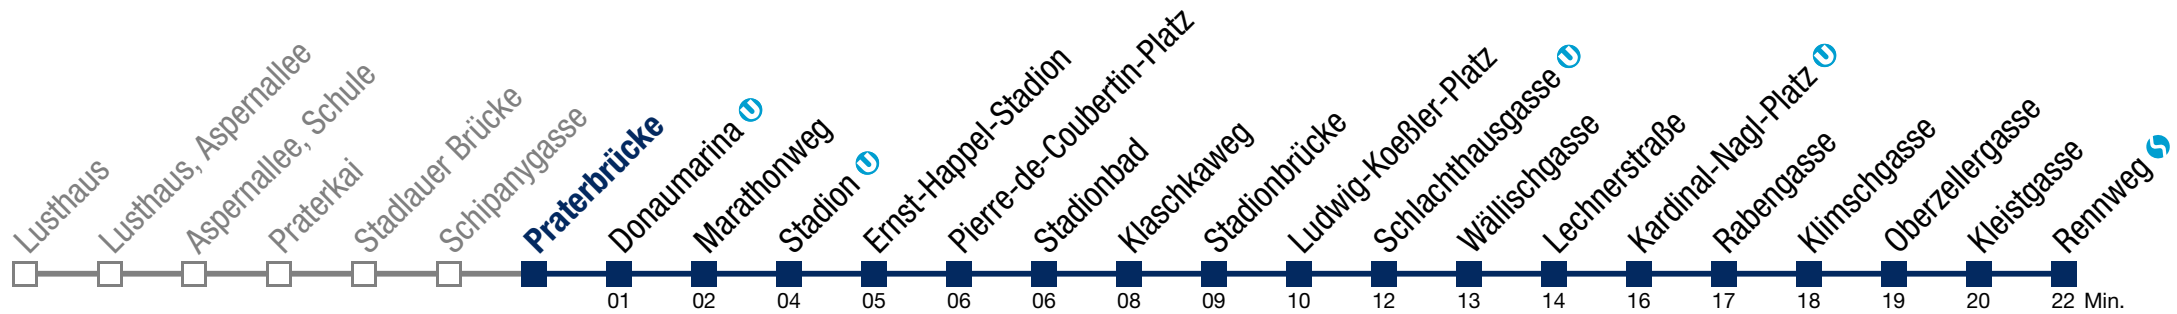 Lusthaus
Lusthaus, Aspernallee
Aspernallee, Schule
Praterkai
Stadlauer Brücke
Schipanygasse
Praterbrücke
Donaumarina U
Marathonweg
Stadion U
Ernst-Happel-Stadion
Pierre-de-Coubertin-Platz
Stadionbad
Klaschkaweg
Stadionbrücke
Ludwig-Koeßler-Platz
Schlachthausgasse U
Wällischgasse
Lechnerstraße
Kardinal-Nagl-Platz U
Rabengasse
Klimschgasse
Oberzellergasse
Kleistgasse
Rennweg S
01 02 04 05 06 06 08 09 10 12 13 14 16 17 18 19 20 22 Min.